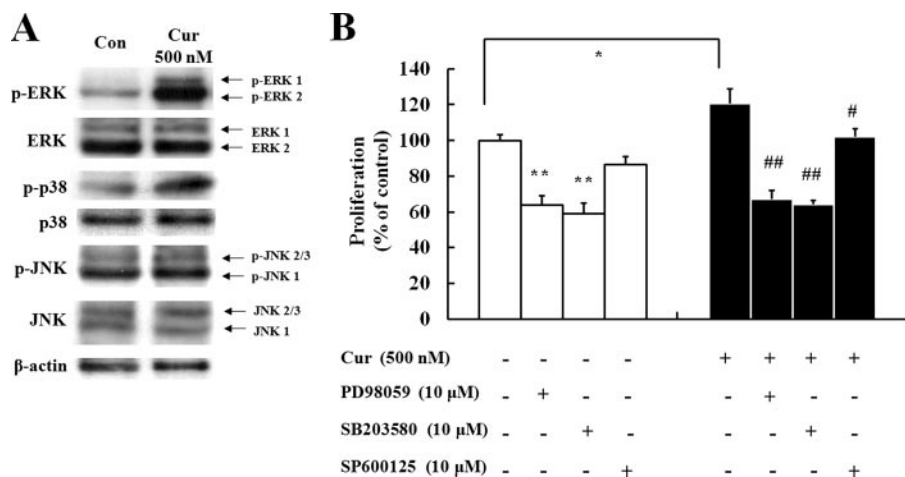 A
Con
Cur
500 nM
p-ERK
p-ERK 1
p-ERK 2
ERK
ERK 1
ERK 2
p-p38
p38
p-JNK
p-JNK 2/3
p-JNK 1
JNK
JNK 2/3
JNK 1
β-actin
B
Proliferation
(% of control)
140
120
100
80
60
40
20
0
*
**
**
##
##
#
Cur (500 nM) - - - - + + + +
PD98059 (10 μM) - + - - - + - -
SB203580 (10 μM) - - + - - - + -
SP600125 (10 μM) - - - + - - - +